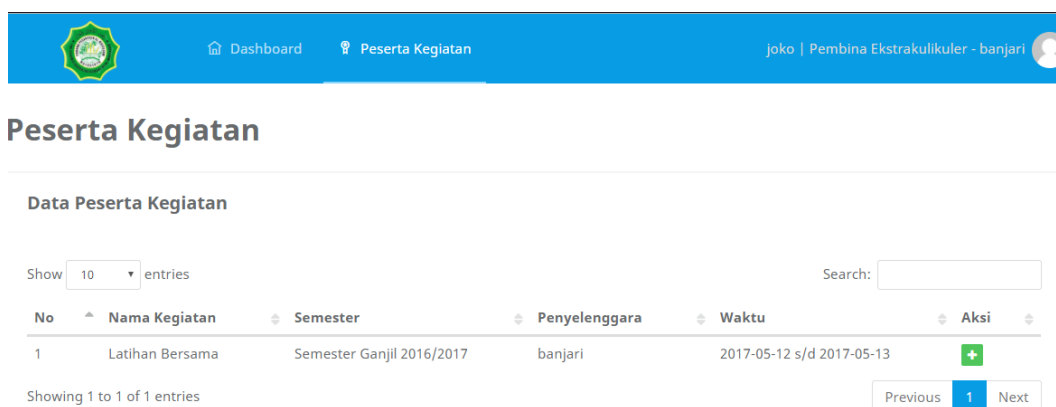 Dashboard Peserta Kegiatan joko | Pembina Ekstrakulikuler - banjari
Peserta Kegiatan
Data Peserta Kegiatan
Show 10 entries Search:
No Nama Kegiatan Semester Penyelenggara Waktu Aksi
1 Latihan Bersama Semester Ganjil 2016/2017 banjari 2017-05-12 s/d 2017-05-13
Showing 1 to 1 of 1 entries Previous 1 Next